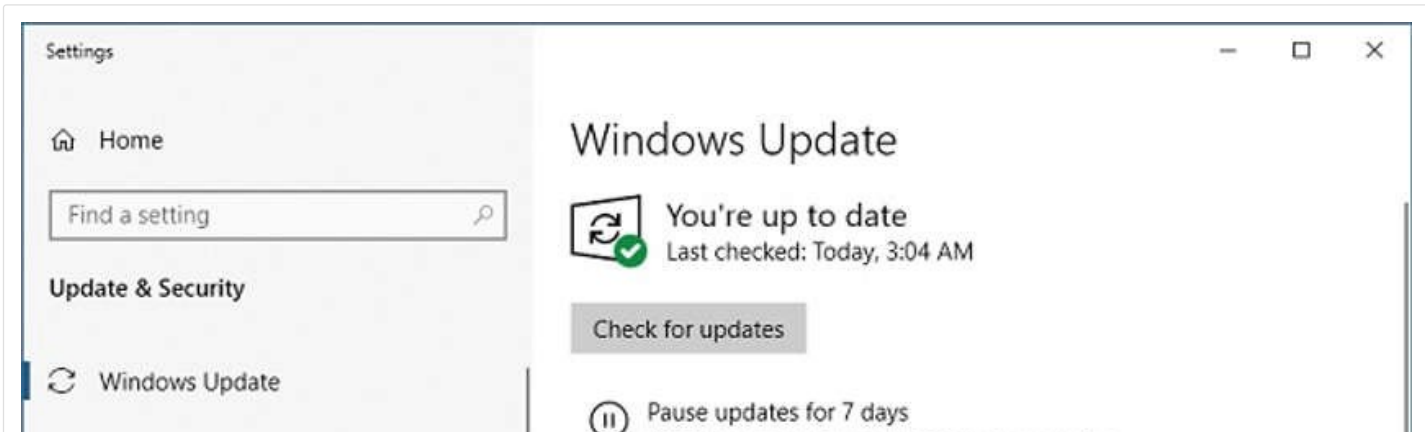 Settings
Home
Find a setting
Update & Security
Windows Update
Windows Update
You're up to date
Last checked: Today, 3:04 AM
Check for updates
Pause updates for 7 days